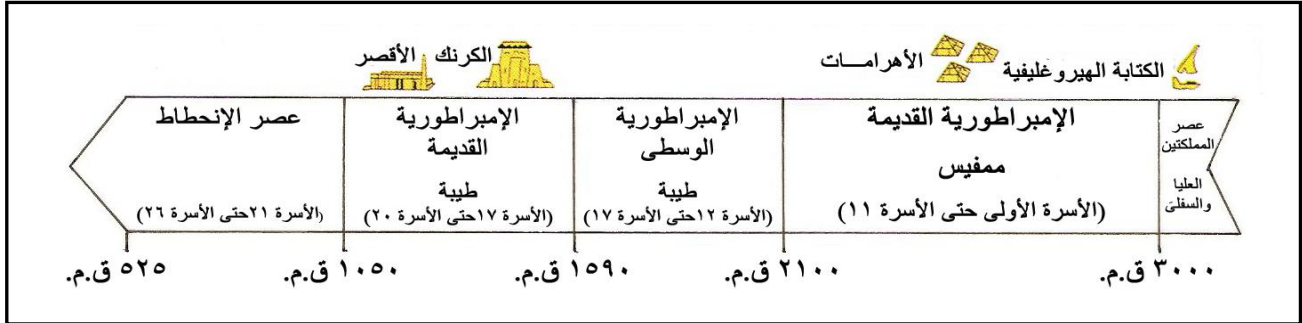 الكتابة الهيروغليفية
الأهرامـــات
الكرنك
الأقصر
عصر
المملكتين
العليا
والسفلى
الإمبراطورية القديمة
ممفيس
(الأسرة الأولى حتى الأسرة ١١)
الإمبراطورية
الوسطى
طيبة
(الأسرة ١٢حتى الأسرة ١٧)
الإمبراطورية
القديمة
طيبة
(الأسرة ١٧حتى الأسرة ٢٠)
عصر الإنحطاط
(الأسرة ٢١حتى الأسرة ٢٦)
٣٠٠٠ ق.م.
٢١٠٠ ق.م.
١٥٩٠ ق.م.
١٠٥٠ ق.م.
٥٢٥ ق.م.